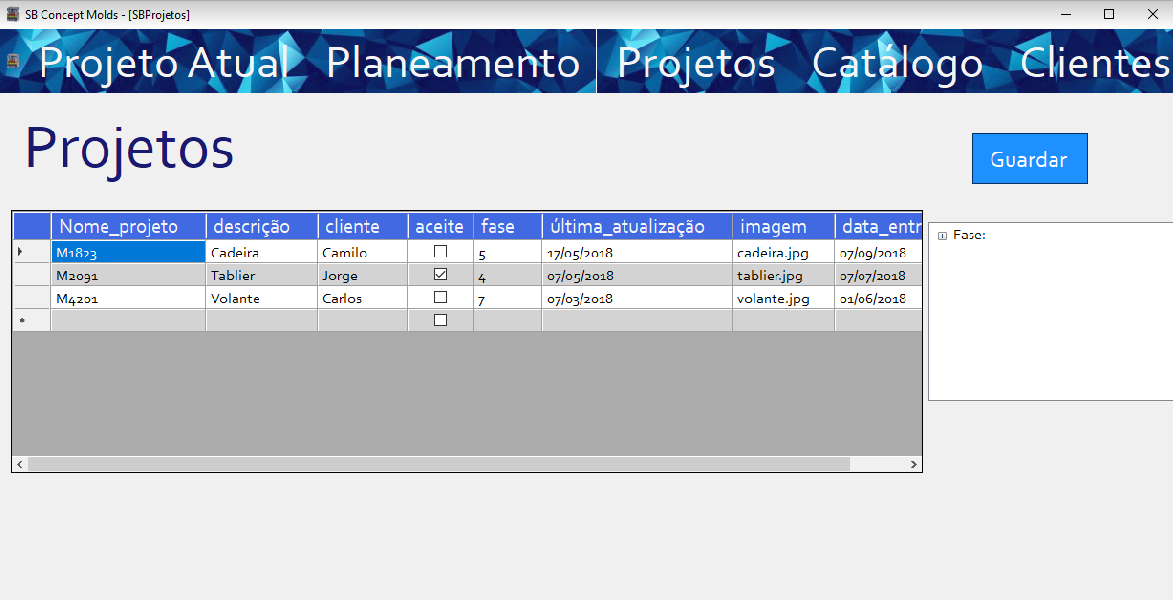 SB Concept Molds - [SBProjetos]
Projeto Atual Planeamento Projetos Catálogo Clientes
Projetos
Guardar
Nome_projeto descrição cliente aceite fase última_atualização imagem data_entr
M1823 Cadeira Camilo 5 17/05/2018 cadeira.jpg 07/09/2018
M2091 Tablier Jorge 4 07/05/2018 tablier.jpg 07/07/2018
M4201 Volante Carlos 7 07/03/2018 volante.jpg 01/06/2018
Fase: